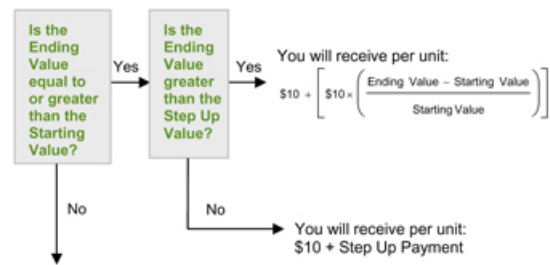 Is the
Ending
Value
equal to
or greater
than the
Starting
Value?
Yes
Is the
Ending
Value
greater
than the
Step Up
Value?
Yes
You will receive per unit:
$10 + [ $10 × ( Ending Value – Starting Value
Starting Value ) ]
No
No
You will receive per unit:
$10 + Step Up Payment